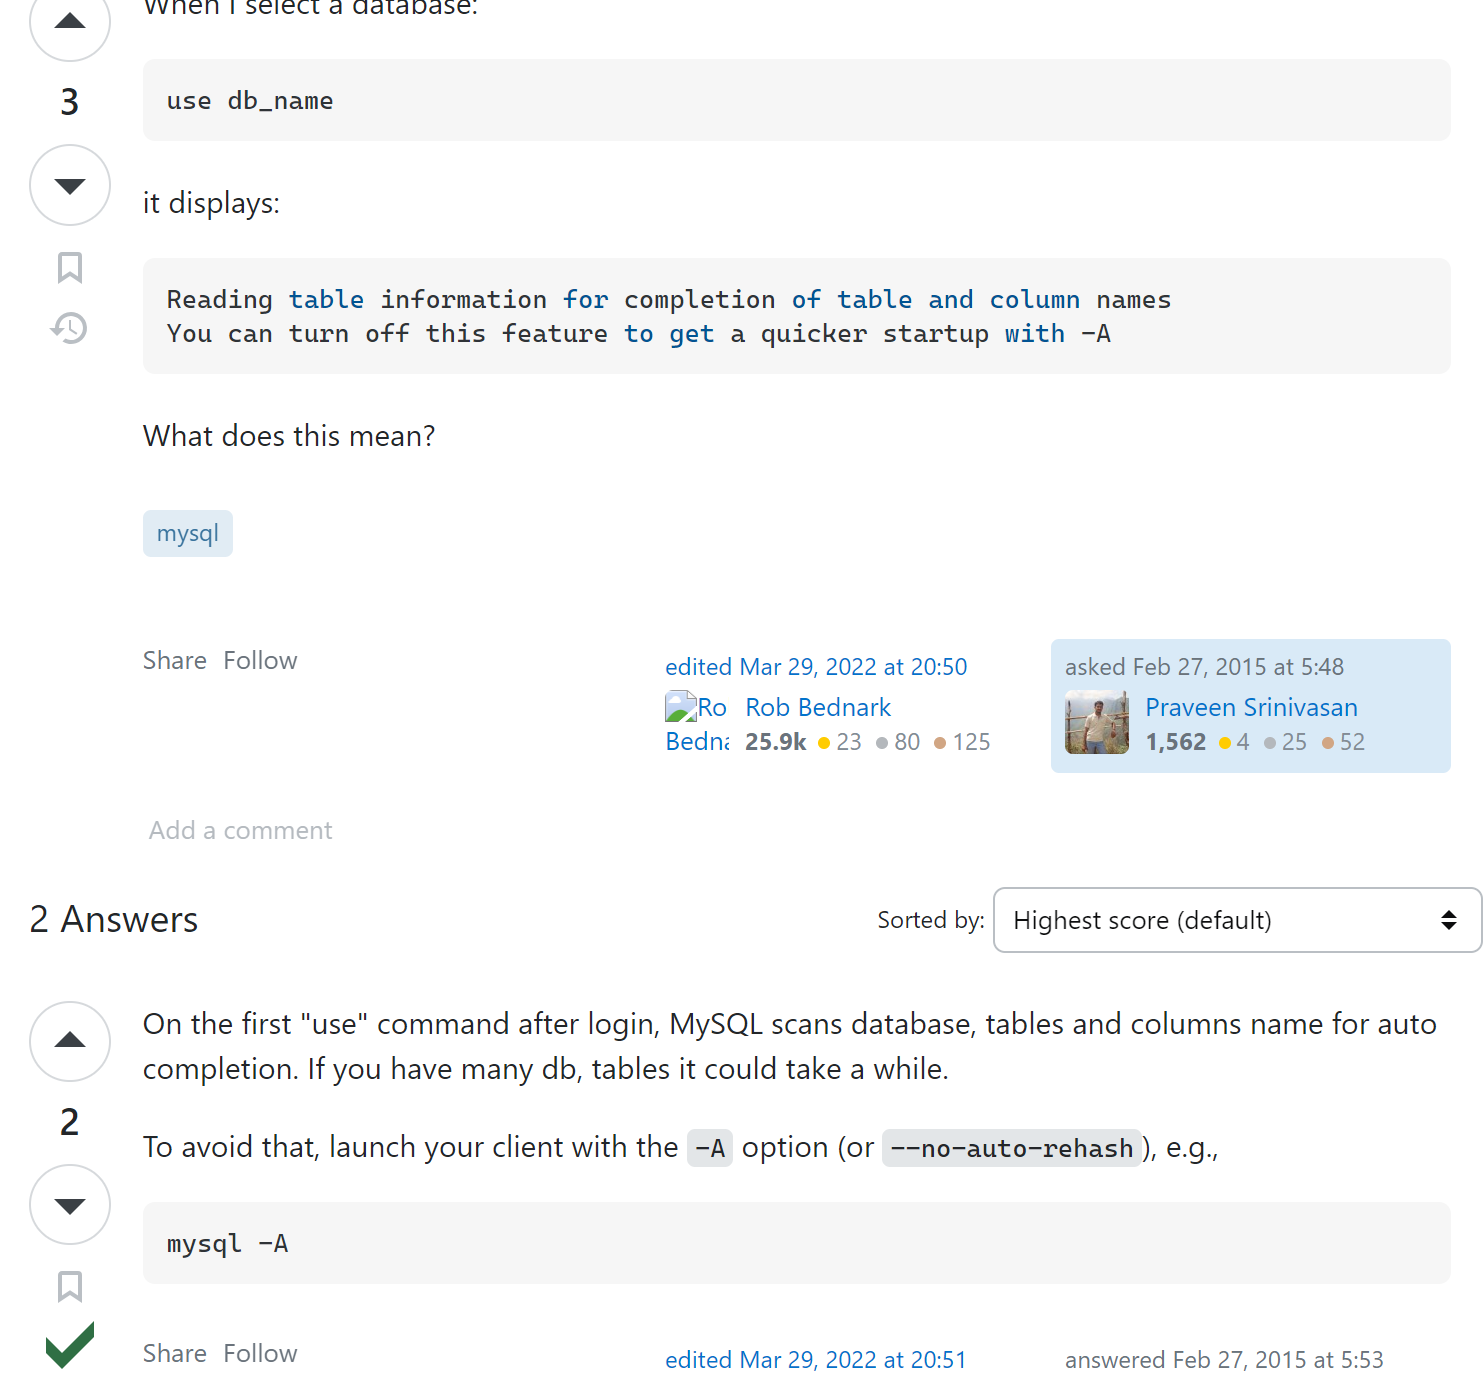 When I select a database:
3
use db_name
it displays:
Reading table information for completion of table and column names
You can turn off this feature to get a quicker startup with -A
What does this mean?
mysql
Share Follow
edited Mar 29, 2022 at 20:50
Ro
Bedna
Rob Bednark
25.9k 23 80 125
asked Feb 27, 2015 at 5:48
Praveen Srinivasan
1,562 4 25 52
Add a comment
2 Answers
Sorted by:
Highest score (default)
2
On the first "use" command after login, MySQL scans database, tables and columns name for auto
completion. If you have many db, tables it could take a while.
To avoid that, launch your client with the -A option (or --no-auto-rehash), e.g.,
mysql -A
Share Follow
edited Mar 29, 2022 at 20:51
answered Feb 27, 2015 at 5:53